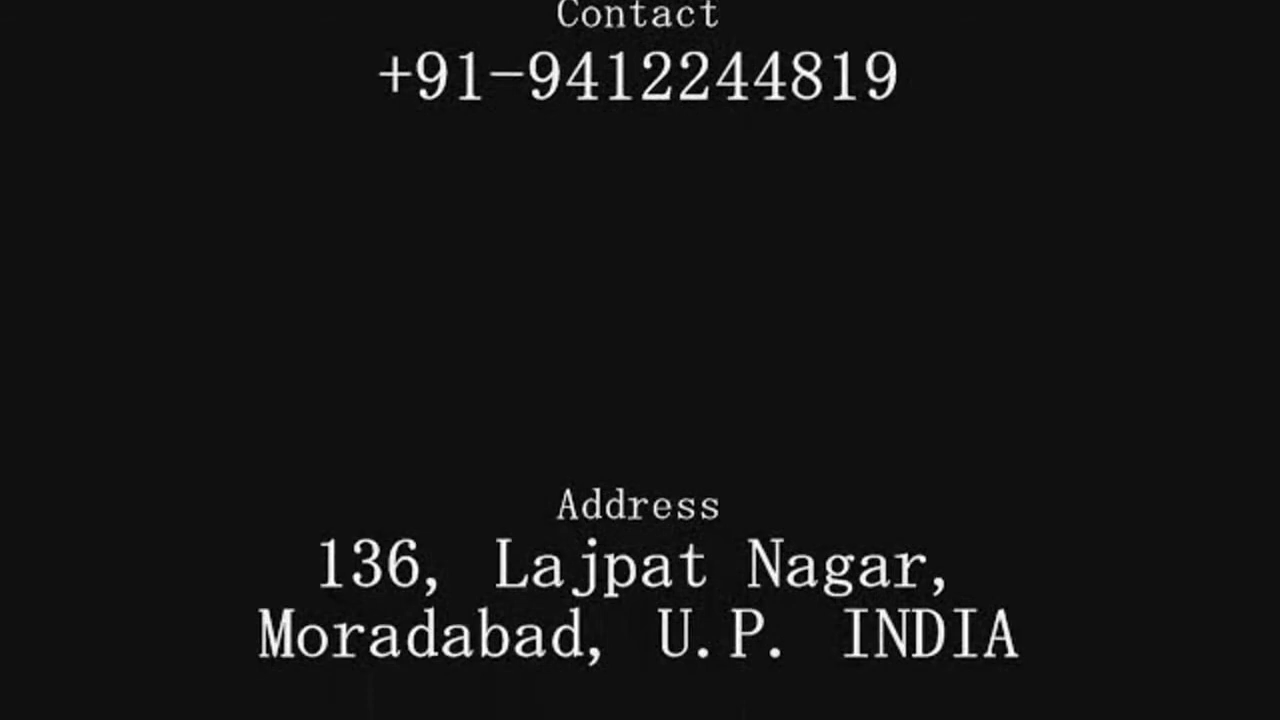 Contact
+91-9412244819
Address
136, Lajpat Nagar,
Moradabad, U.P. INDIA